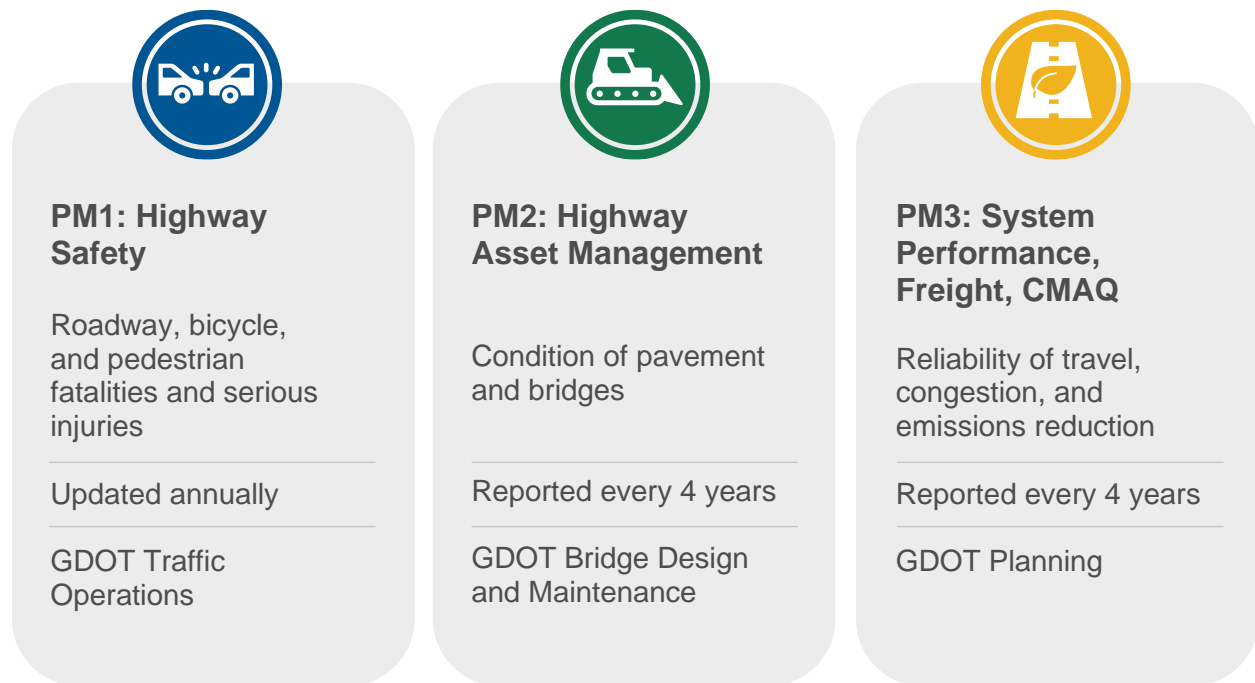 PM1: Highway
Safety
Roadway, bicycle,
and pedestrian
fatalities and serious
injuries
Updated annually
GDOT Traffic
Operations
PM2: Highway
Asset Management
Condition of pavement
and bridges
Reported every 4 years
GDOT Bridge Design
and Maintenance
PM3: System
Performance,
Freight, CMAQ
Reliability of travel,
congestion, and
emissions reduction
Reported every 4 years
GDOT Planning